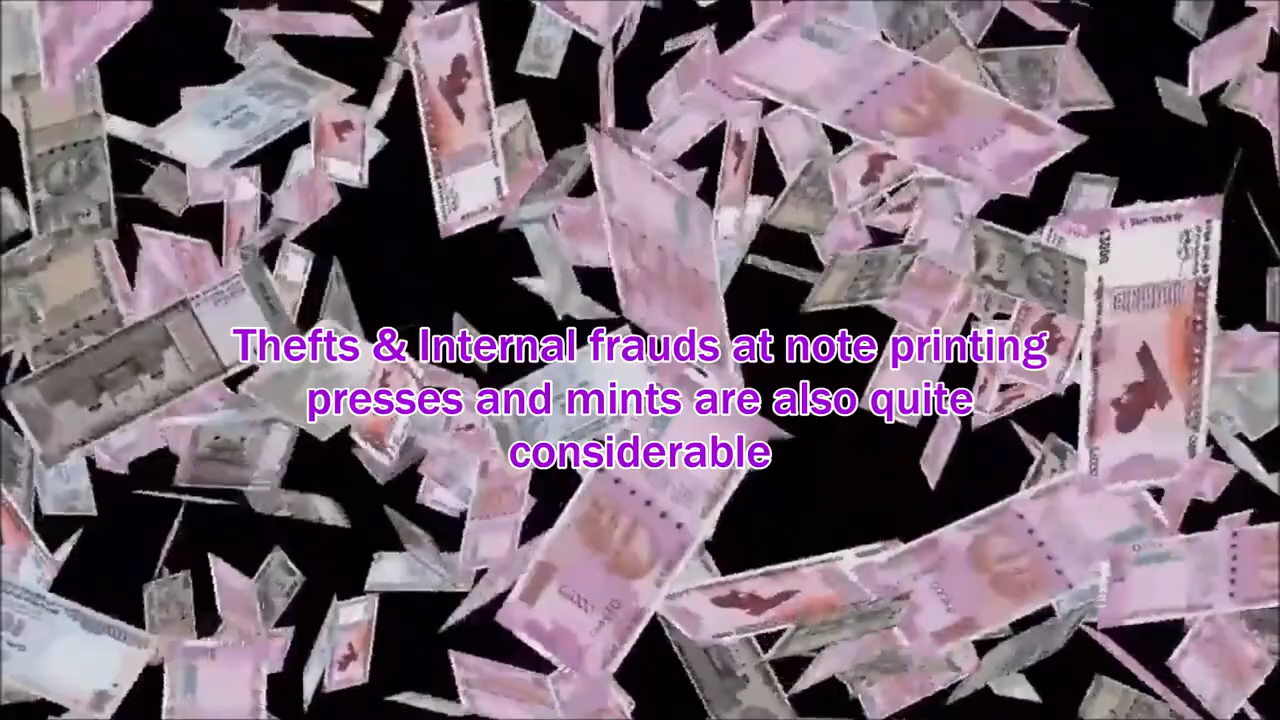 Thefts & Internal frauds at note printing
presses and mints are also quite
considerable